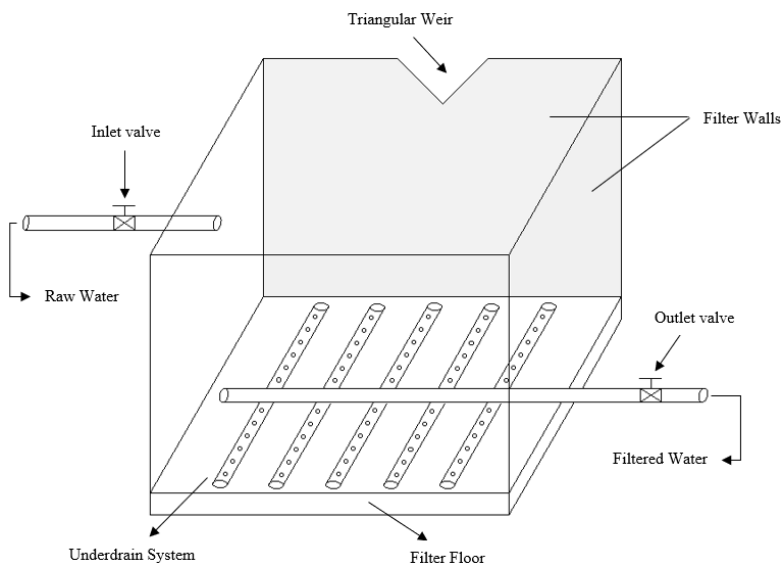 Triangular Weir
Inlet valve
Filter Walls
Raw Water
Outlet valve
Filtered Water
Underdrain System
Filter Floor